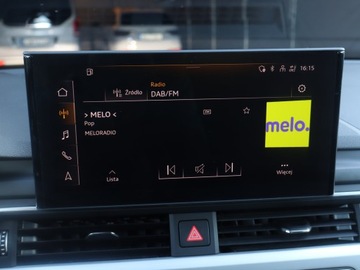 16:15
Radio
Źródło
DAB/FM
> MELO <
Pop
MELORADIO
melo.
Lista
Więcej